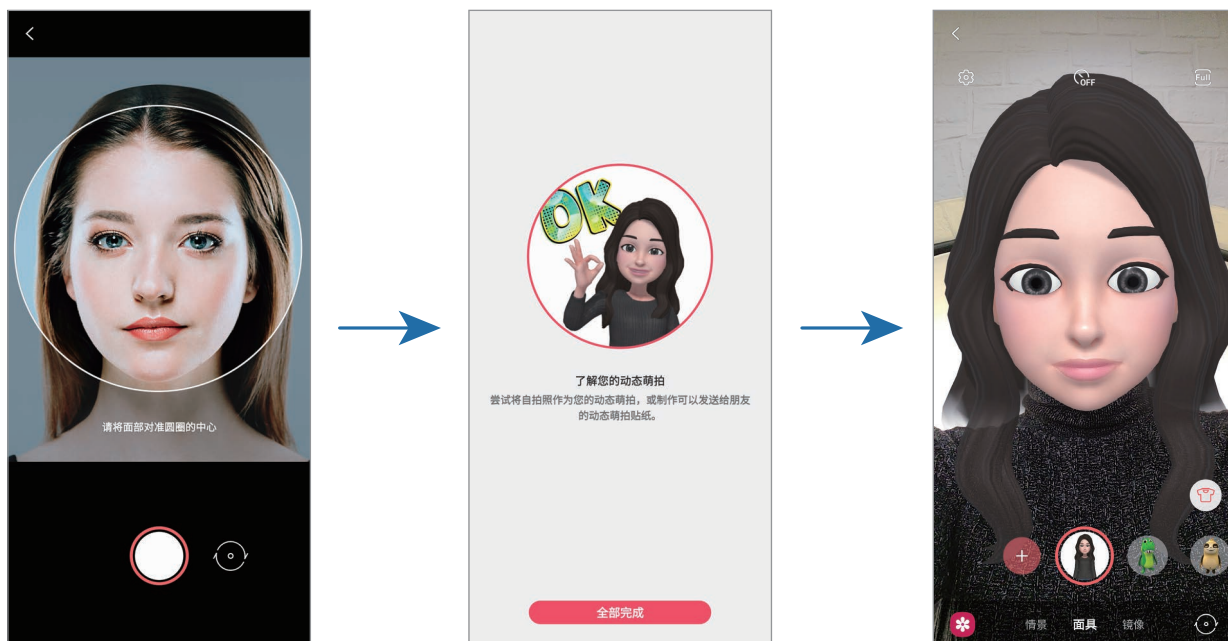 请将面部对准圆圈的中心
OK
了解您的动态萌拍
尝试将自拍照作为您的动态萌拍，或制作可以发送给朋友
的动态萌拍贴纸。
全部完成
OFF
Full
情景
面具
镜像